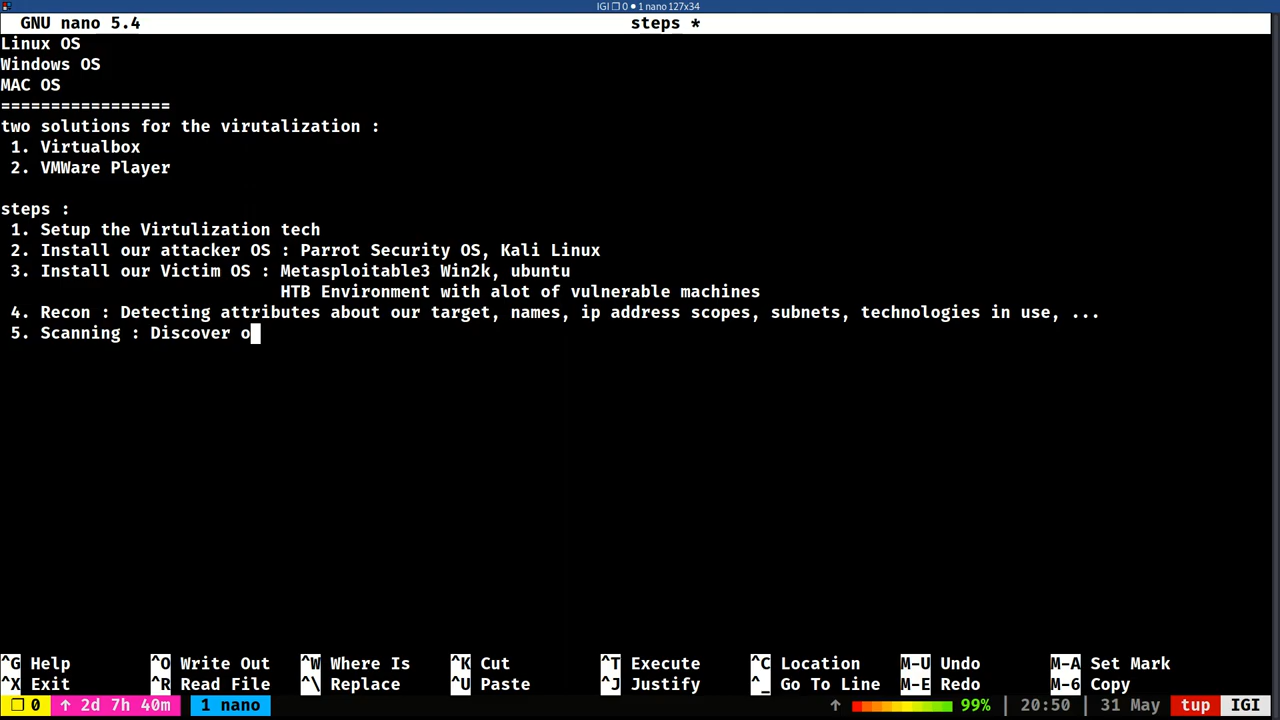 IGI ❐ 0 ● 1 nano 127x34
GNU nano 5.4 steps *
Linux OS
Windows OS
MAC OS
=================
two solutions for the virutalization :
1. Virtualbox
2. VMWare Player
steps :
1. Setup the Virtulization tech
2. Install our attacker OS : Parrot Security OS, Kali Linux
3. Install our Victim OS : Metasploitable3 Win2k, ubuntu
HTB Environment with alot of vulnerable machines
4. Recon : Detecting attributes about our target, names, ip address scopes, subnets, technologies in use, ...
5. Scanning : Discover o
^G Help ^O Write Out ^W Where Is ^K Cut ^T Execute ^C Location M-U Undo M-A Set Mark
^X Exit ^R Read File ^\ Replace ^U Paste ^J Justify ^_ Go To Line M-E Redo M-6 Copy
❐ 0 ↑ 2d 7h 40m 1 nano ↑ 99% | 20:50 | 31 May tup IGI